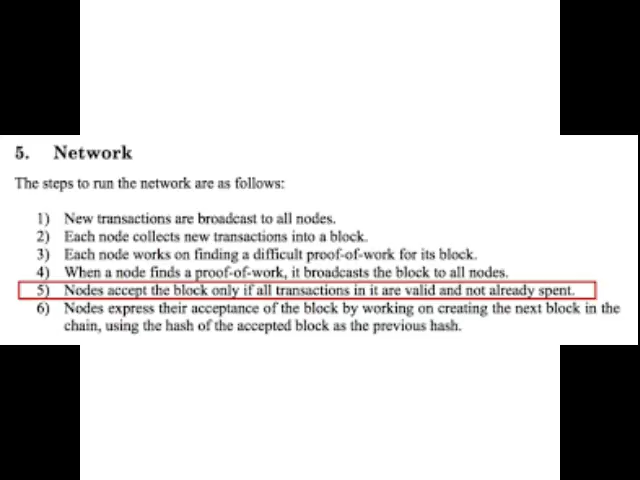 5. Network
The steps to run the network are as follows:
1) New transactions are broadcast to all nodes.
2) Each node collects new transactions into a block.
3) Each node works on finding a difficult proof-of-work for its block.
4) When a node finds a proof-of-work, it broadcasts the block to all nodes.
5) Nodes accept the block only if all transactions in it are valid and not already spent.
6) Nodes express their acceptance of the block by working on creating the next block in the
chain, using the hash of the accepted block as the previous hash.